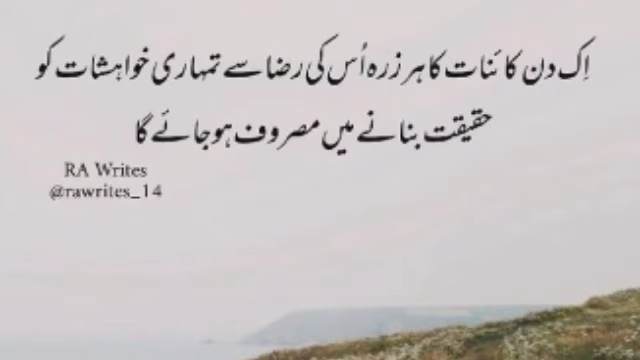 اِک دن کائنات کا ہر زرہ اُس کی رضا سے تمہاری خواہشات کو
حقیقت بنانے میں مصروف ہو جائے گا
RA Writes
@rawrites_14